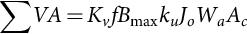 ∑ VA = K_v f B_max k_u J_o W_a A_c